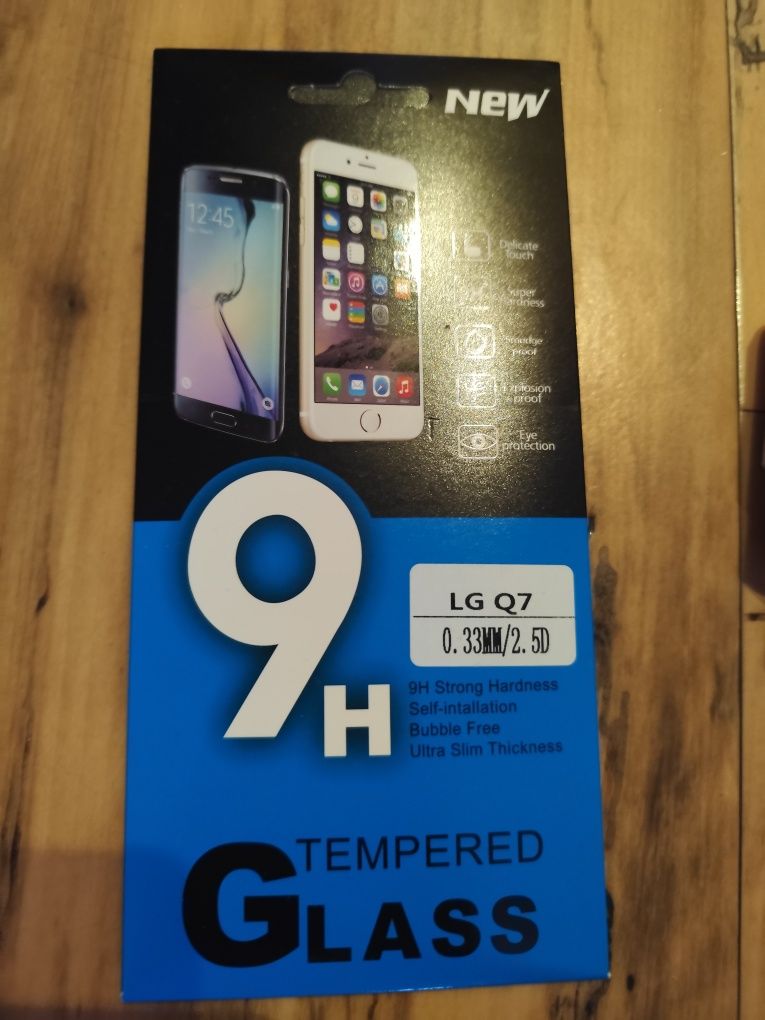 New
12:45
Delicate
Touch
Super
Hardness
Smudge
proof
Explosion
proof
Eye
protection
9H
LG Q7
0.33MM/2.5D
9H Strong Hardness
Self-intallation
Bubble Free
Ultra Slim Thickness
TEMPERED
GLASS